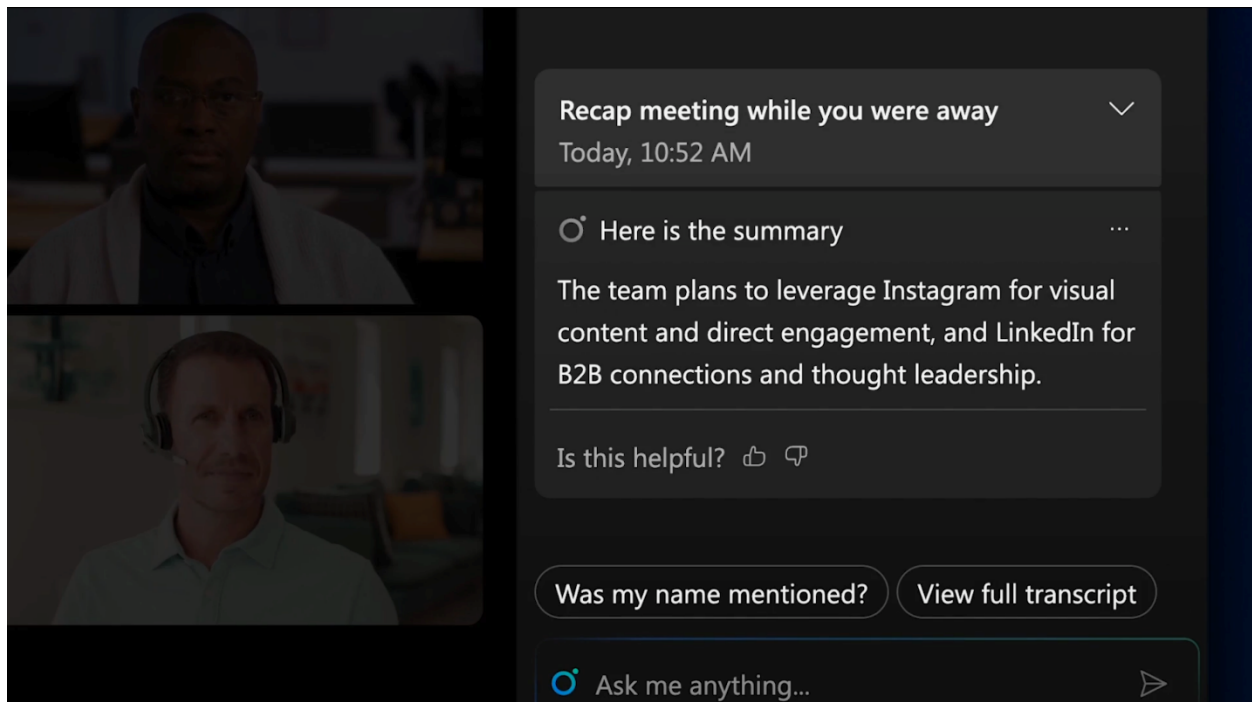 Recap meeting while you were away
Today, 10:52 AM
Here is the summary
The team plans to leverage Instagram for visual
content and direct engagement, and LinkedIn for
B2B connections and thought leadership.
Is this helpful?
Was my name mentioned?
View full transcript
Ask me anything...